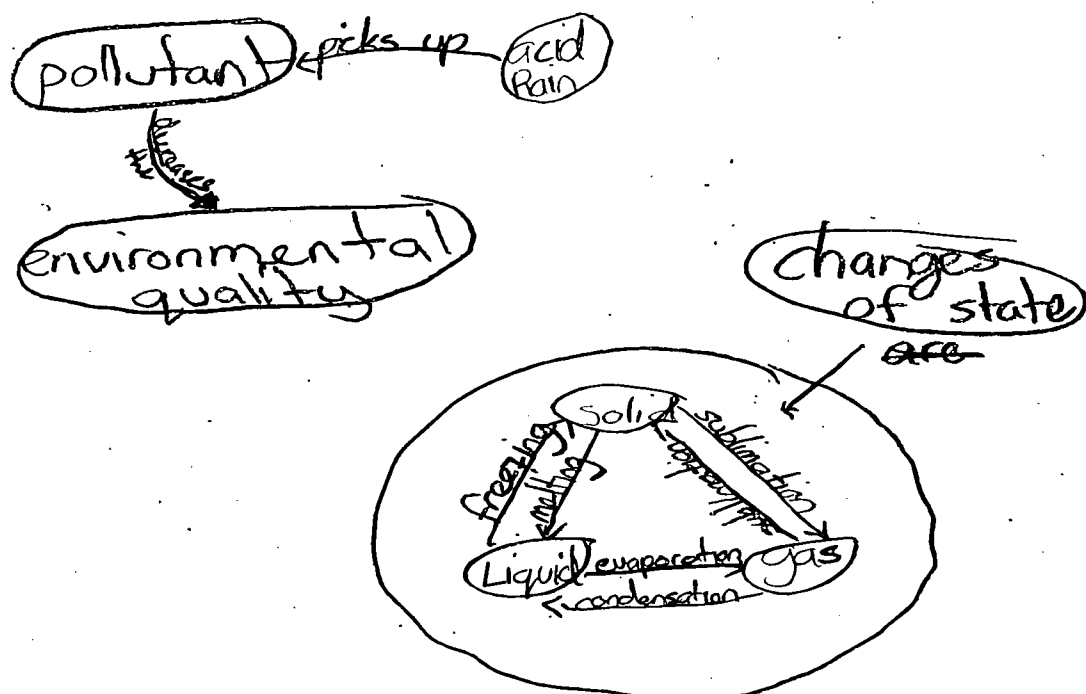 pollutant
picks up
acid
Rain
decreases
the
environmental
quality
changes
of state
are
Solid
freezing
melting
sublimation
Liquid
evaporation
gas
condensation